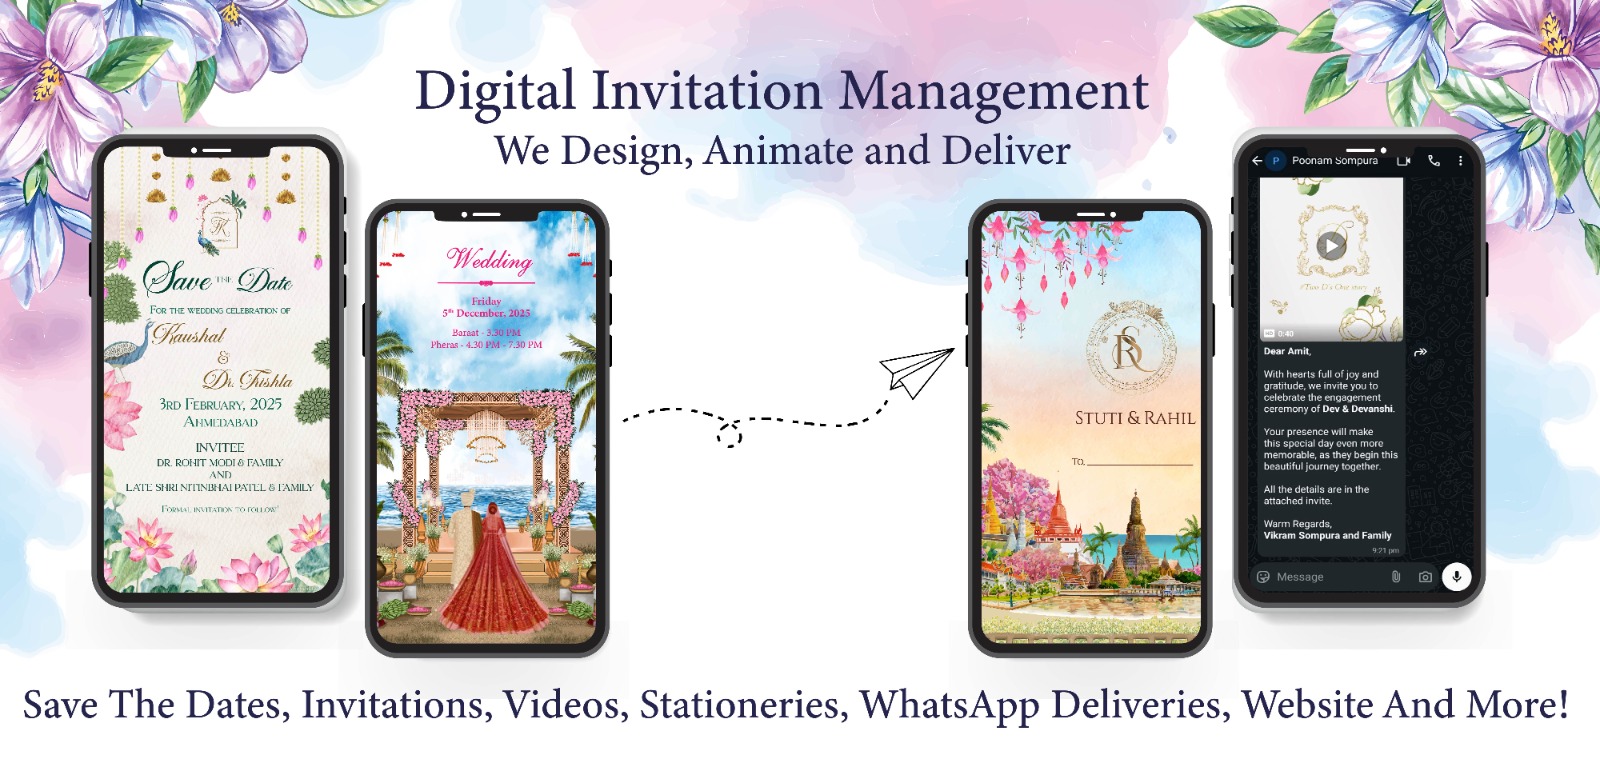 Digital Invitation Management
We Design, Animate and Deliver
K
Save THE Date
FOR THE WEDDING CELEBRATION OF
Kaushal
&
Dr. Trishla
3RD FEBRUARY, 2025
AHMEDABAD
INVITEE
DR. ROHIT MODI & FAMILY
AND
LATE SHRI NITINBHAI PATEL & FAMILY
FORMAL INVITATION TO FOLLOW
Wedding
Friday
5th December, 2025
Baraat - 3.30 PM
Pheras - 4.30 PM - 7.30 PM
SR
STUTI & RAHIL
TO.
P Poonam Sompura
#Two D's One story
HD 0:40
Dear Amit,
With hearts full of joy and
gratitude, we invite you to
celebrate the engagement
ceremony of Dev & Devanshi.
Your presence will make
this special day even more
memorable, as they begin this
beautiful journey together.
All the details are in the
attached invite.
Warm Regards,
Vikram Sompura and Family
9:21 pm
Message
Save The Dates, Invitations, Videos, Stationeries, WhatsApp Deliveries, Website And More!